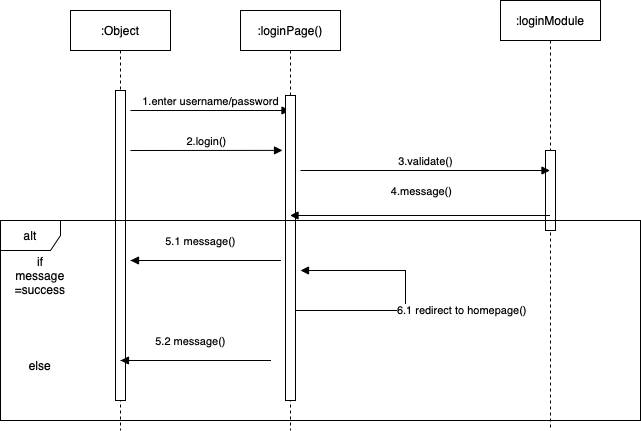 :Object
:loginPage()
:loginModule
1.enter username/password
2.login()
3.validate()
4.message()
alt
5.1 message()
if
message
=success
6.1 redirect to homepage()
5.2 message()
else